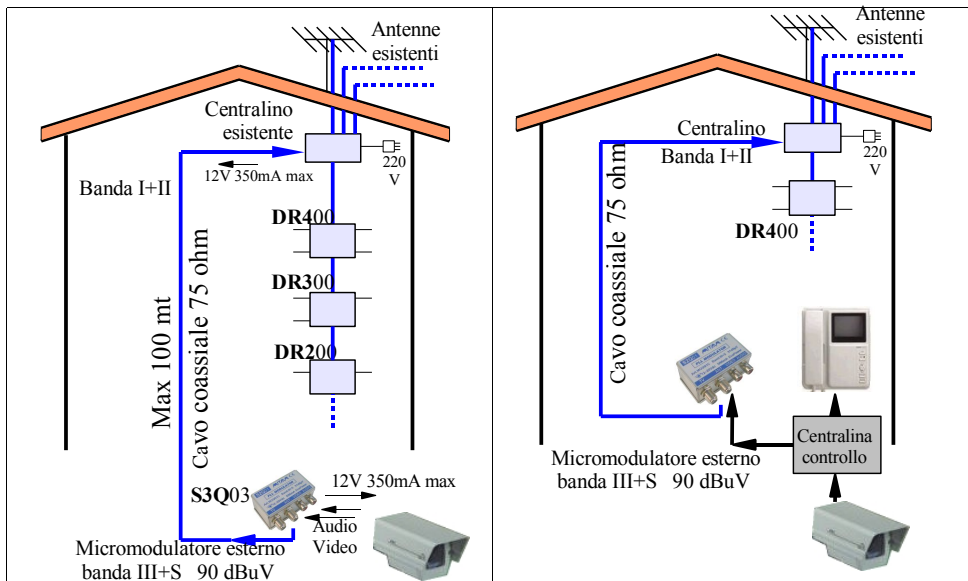 Antenne
esistenti
Centralino
esistente
220
V
12V 350mA max
Banda I+II
Max 100 mt
Cavo coassiale 75 ohm
DR400
DR300
DR200
S3Q03
12V 350mA max
Audio
Video
Micromodulatore esterno
banda III+S 90 dBuV
Antenne
esistenti
Centralino
Banda I+II
220
V
Cavo coassiale 75 ohm
DR400
Centralina
controllo
Micromodulatore esterno
banda III+S 90 dBuV